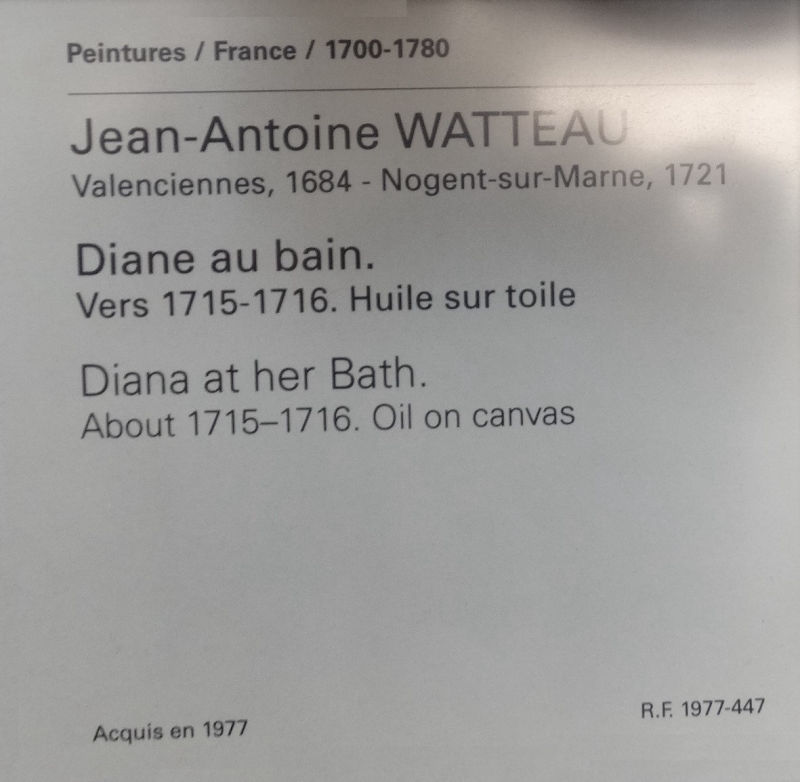 Peintures / France / 1700-1780
Jean-Antoine WATTEAU
Valenciennes, 1684 - Nogent-sur-Marne, 1721
Diane au bain.
Vers 1715-1716. Huile sur toile
Diana at her Bath.
About 1715–1716. Oil on canvas
R.F. 1977-447
Acquis en 1977